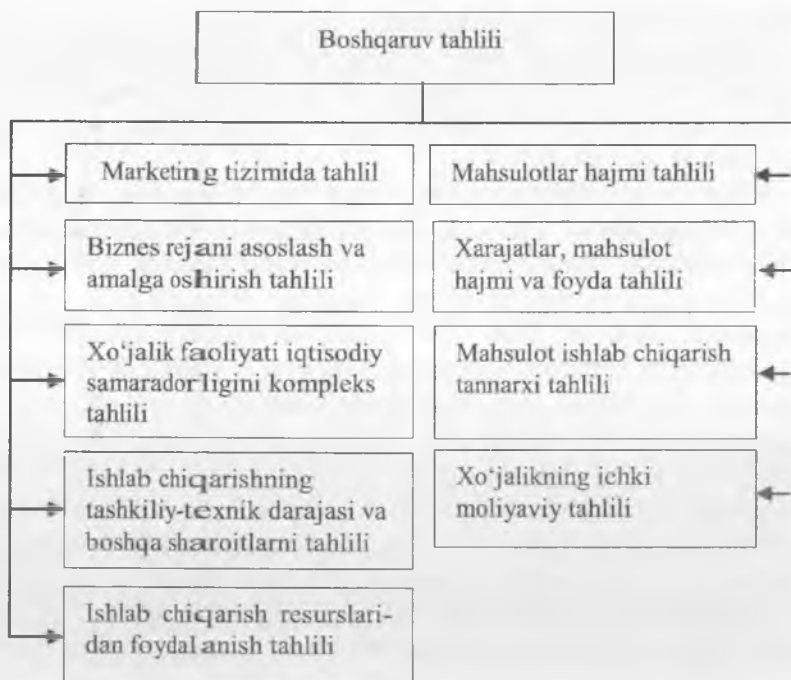 Boshqaruv tahlili
Marketing tizimida tahlil
Biznes rejani asoslash va
amalga oshirish tahlili
Xo‘jalik faoliyati iqtisodiy
samaradorligini kompleks
tahlili
Ishlab chiqarishning
tashkiliy-texnik darajasi va
boshqa sharoitlarni tahlili
Ishlab chiqarish resurslari-
dan foydalanish tahlili
Mahsulotlar hajmi tahlili
Xarajatlar, mahsulot
hajmi va foyda tahlili
Mahsulot ishlab chiqarish
tannarxi tahlili
Xo‘jalikning ichki
moliyaviy tahlili